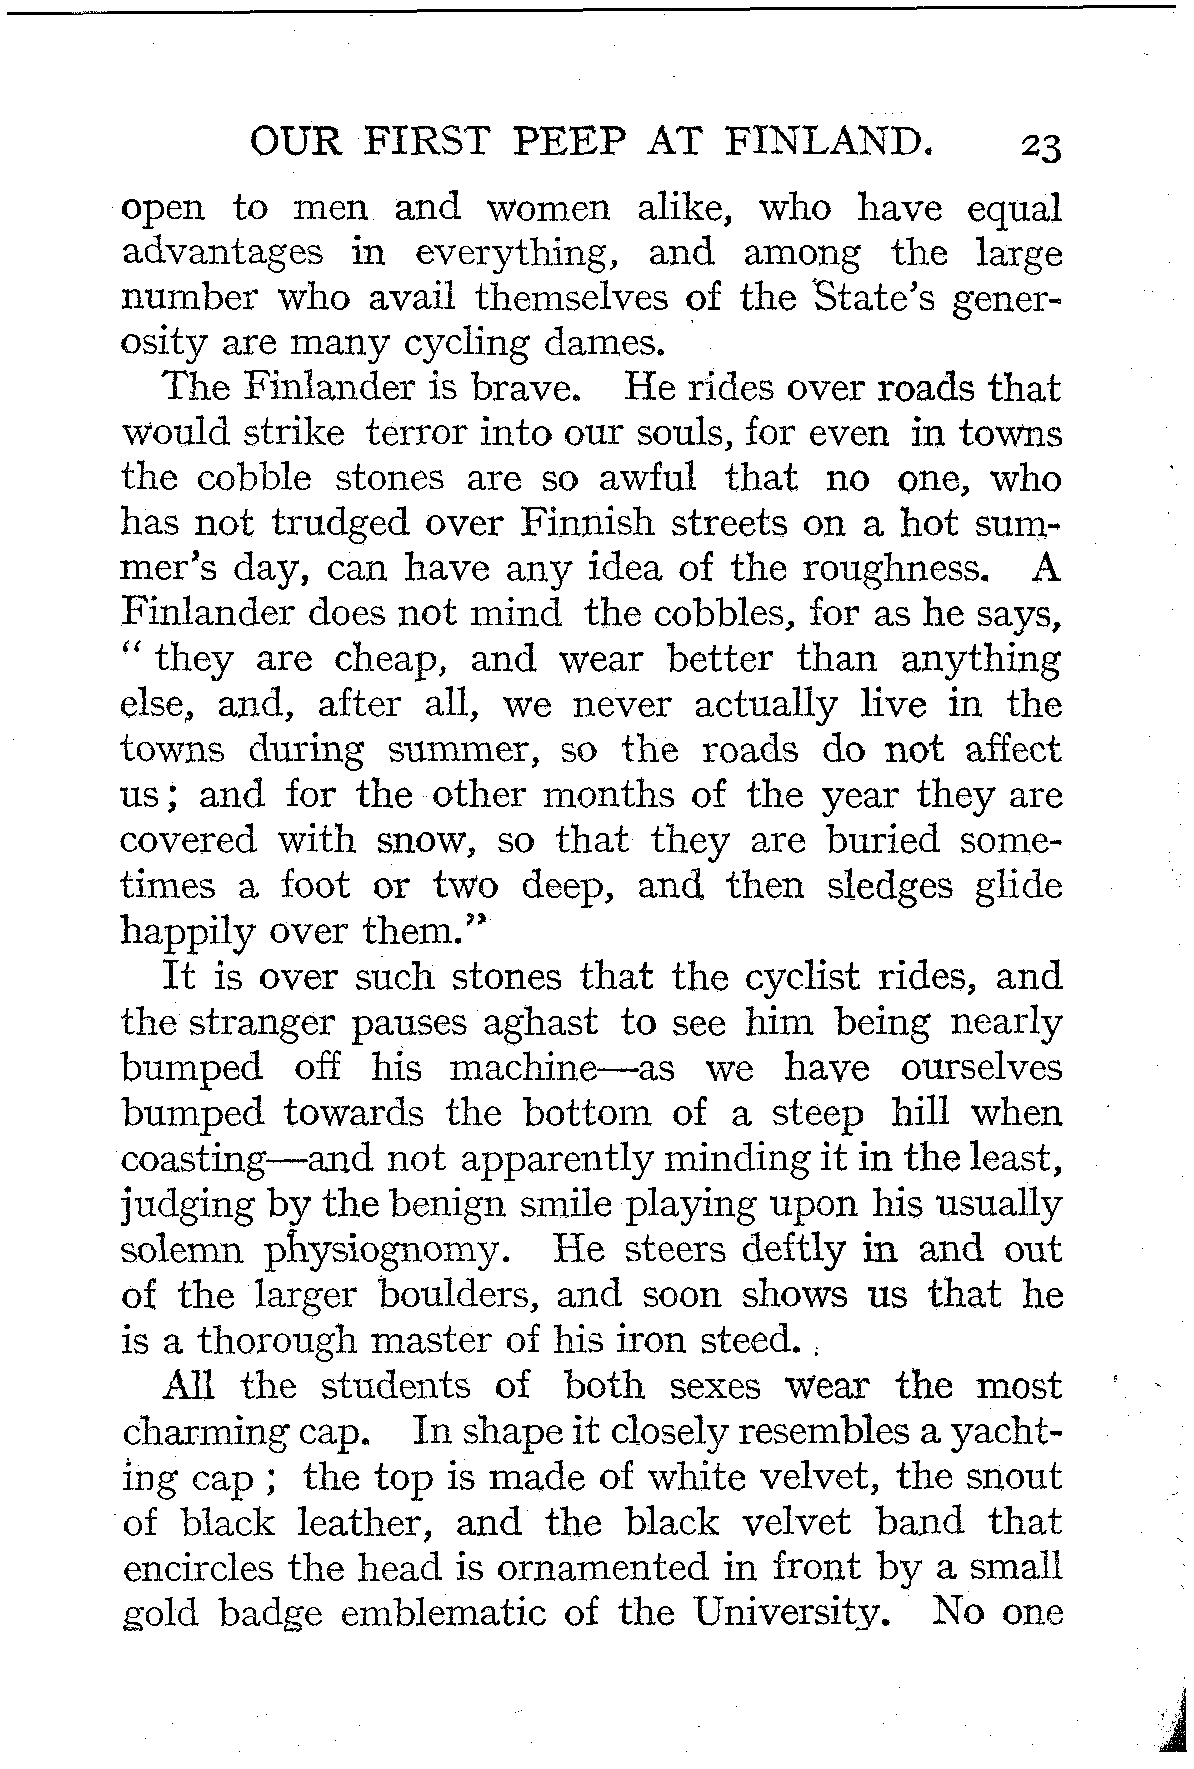 OUR FIRST PEEP AT FINLAND. 23
open to men and women alike, who have equal
advantages in everything, and among the large
number who avail themselves of the State's gener-
osity are many cycling dames.
The Finlander is brave. He rides over roads that
would strike terror into our souls, for even in towns
the cobble stones are so awful that no one, who
has not trudged over Finnish streets on a hot sum-
mer's day, can have any idea of the roughness. A
Finlander does not mind the cobbles, for as he says,
“ they are cheap, and wear better than anything
else, and, after all, we never actually live in the
towns during summer, so the roads do not affect
us; and for the other months of the year they are
covered with snow, so that they are buried some-
times a foot or two deep, and then sledges glide
happily over them.”
It is over such stones that the cyclist rides, and
the stranger pauses aghast to see him being nearly
bumped off his machine—as we have ourselves
bumped towards the bottom of a steep hill when
coasting—and not apparently minding it in the least,
judging by the benign smile playing upon his usually
solemn physiognomy. He steers deftly in and out
of the larger boulders, and soon shows us that he
is a thorough master of his iron steed.
All the students of both sexes wear the most
charming cap. In shape it closely resembles a yacht-
ing cap ; the top is made of white velvet, the snout
of black leather, and the black velvet band that
encircles the head is ornamented in front by a small
gold badge emblematic of the University. No one